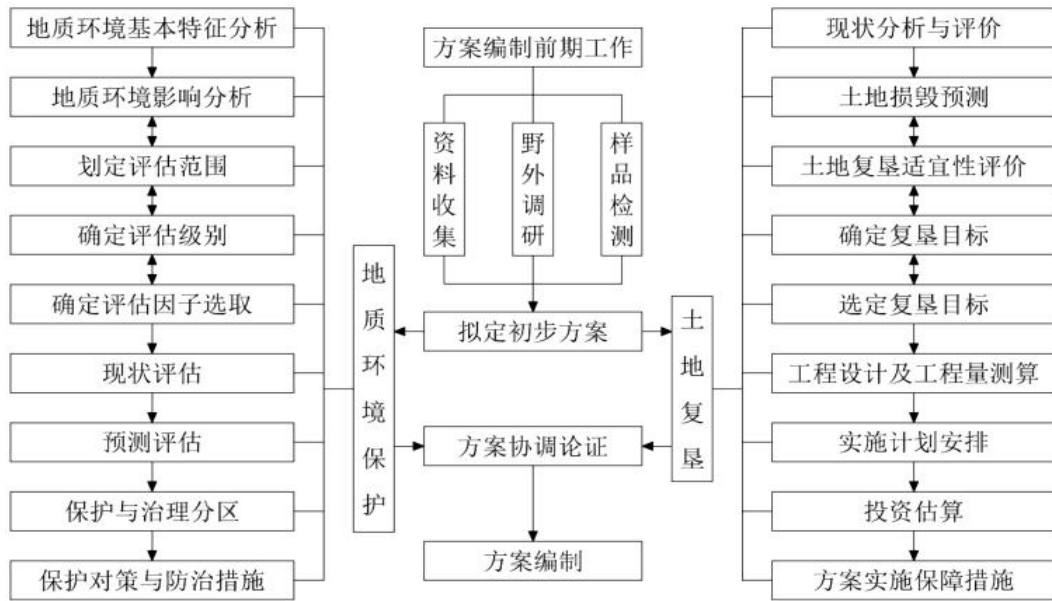 地质环境基本特征分析
地质环境影响分析
划定评估范围
确定评估级别
确定评估因子选取
现状评估
预测评估
保护与治理分区
保护对策与防治措施
地质环境保护
方案编制前期工作
资料收集
野外调研
样品检测
拟定初步方案
方案协调论证
方案编制
土地复垦
现状分析与评价
土地损毁预测
土地复垦适宜性评价
确定复垦目标
选定复垦目标
工程设计及工程量测算
实施计划安排
投资估算
方案实施保障措施